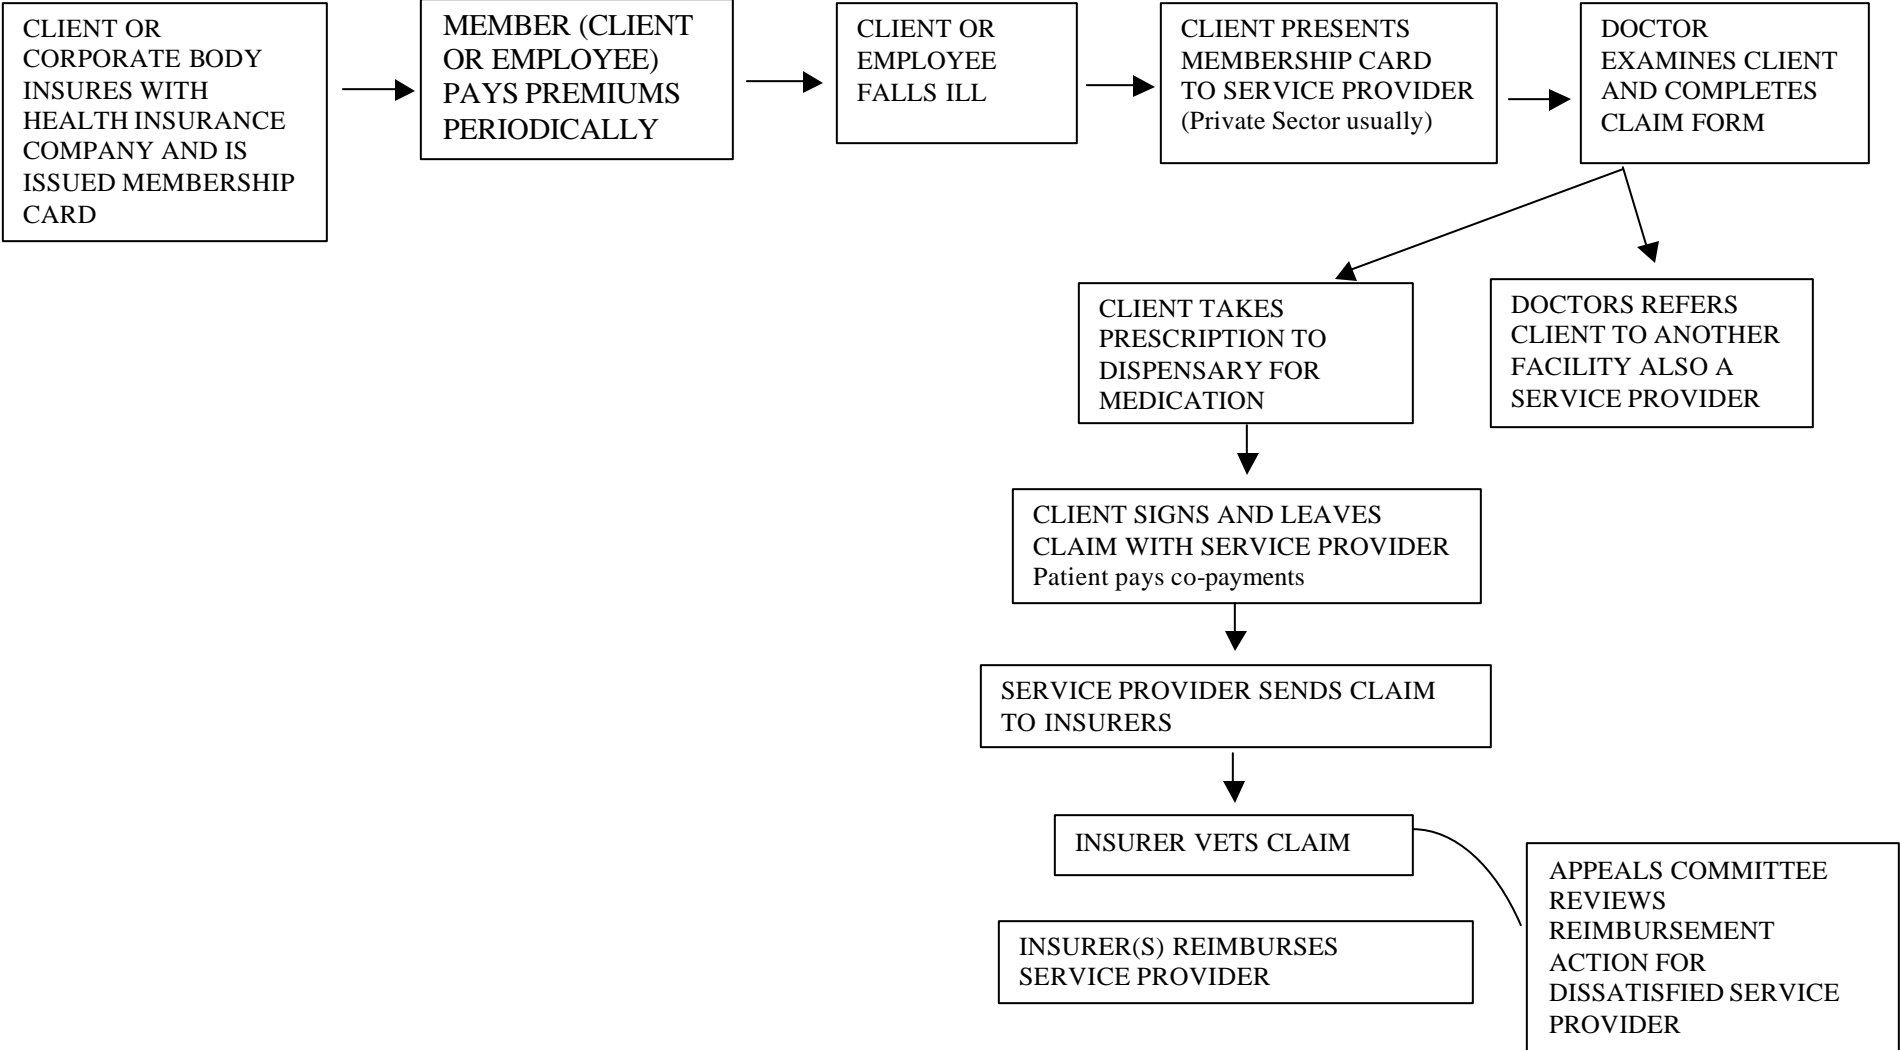 CLIENT OR
CORPORATE BODY
INSURES WITH
HEALTH INSURANCE
COMPANY AND IS
ISSUED MEMBERSHIP
CARD
MEMBER (CLIENT
OR EMPLOYEE)
PAYS PREMIUMS
PERIODICALLY
CLIENT OR
EMPLOYEE
FALLS ILL
CLIENT PRESENTS
MEMBERSHIP CARD
TO SERVICE PROVIDER
(Private Sector usually)
DOCTOR
EXAMINES CLIENT
AND COMPLETES
CLAIM FORM
CLIENT TAKES
PRESCRIPTION TO
DISPENSARY FOR
MEDICATION
DOCTORS REFERS
CLIENT TO ANOTHER
FACILITY ALSO A
SERVICE PROVIDER
CLIENT SIGNS AND LEAVES
CLAIM WITH SERVICE PROVIDER
Patient pays co-payments
SERVICE PROVIDER SENDS CLAIM
TO INSURERS
INSURER VETS CLAIM
APPEALS COMMITTEE
REVIEWS
REIMBURSEMENT
ACTION FOR
DISSATISFIED SERVICE
PROVIDER
INSURER(S) REIMBURSES
SERVICE PROVIDER